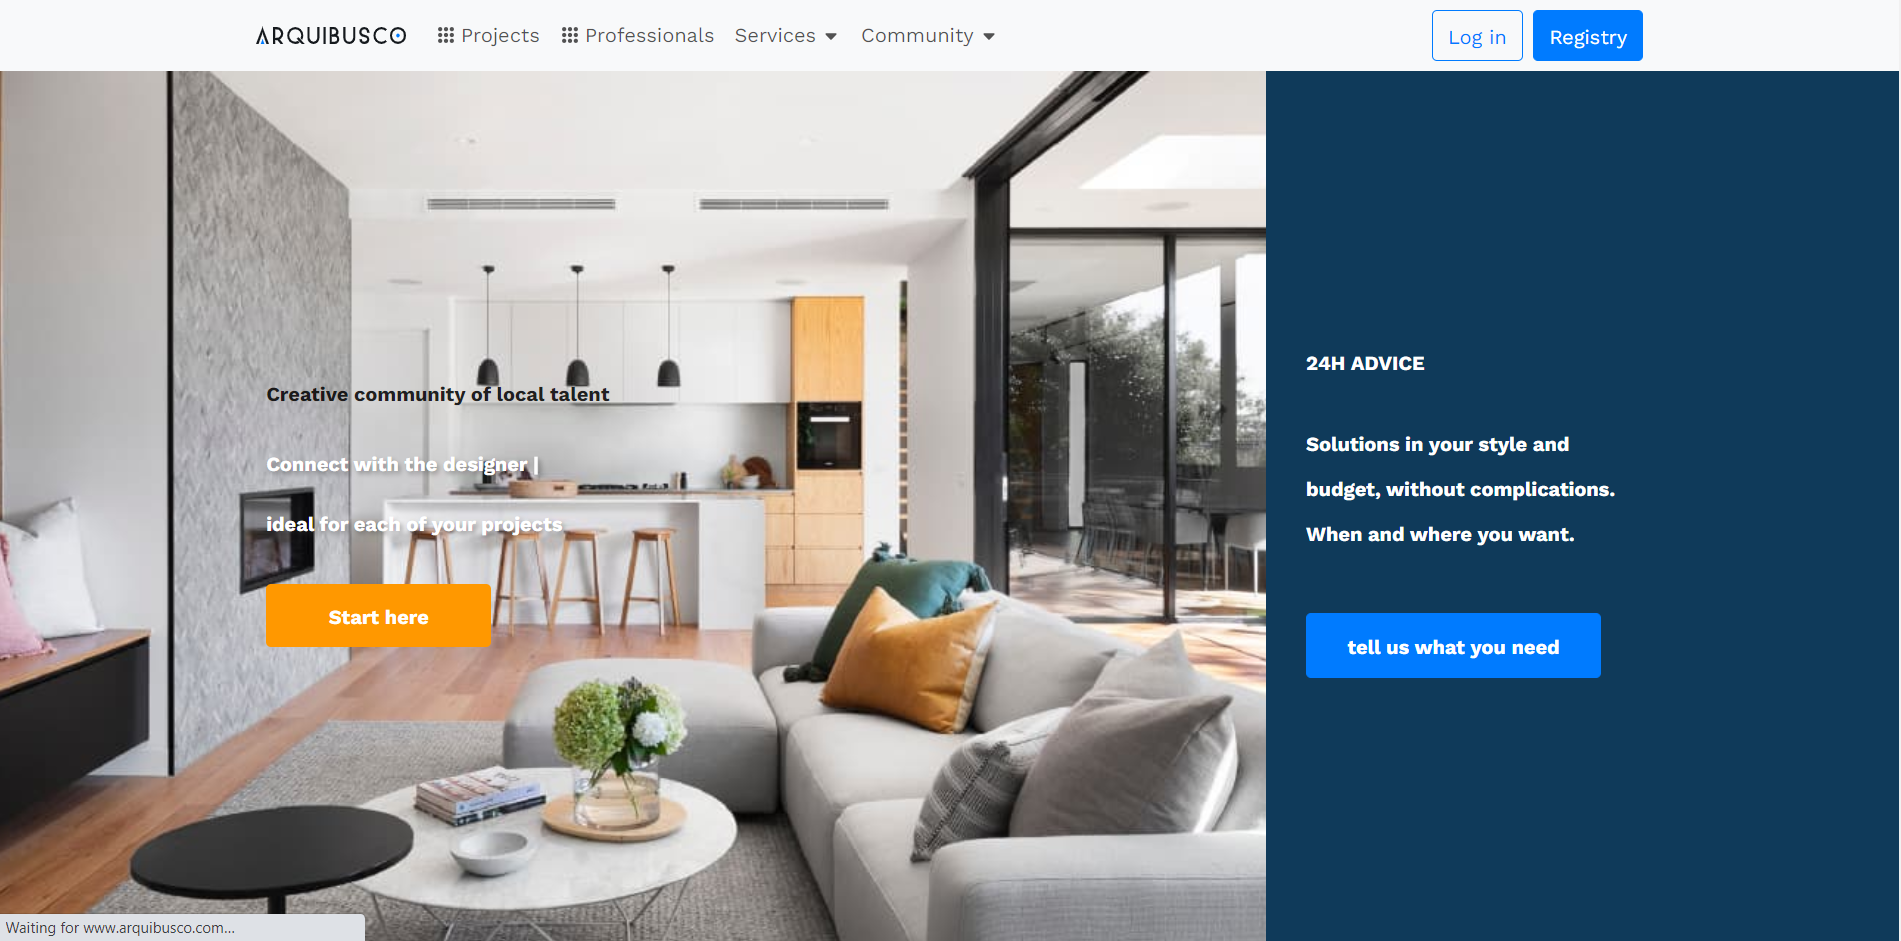 ARQUIBUSCO
Projects
Professionals
Services
Community
Log in
Registry
Creative community of local talent
Connect with the designer |
ideal for each of your projects
Start here
24H ADVICE
Solutions in your style and
budget, without complications.
When and where you want.
tell us what you need
Waiting for www.arquibusco.com...